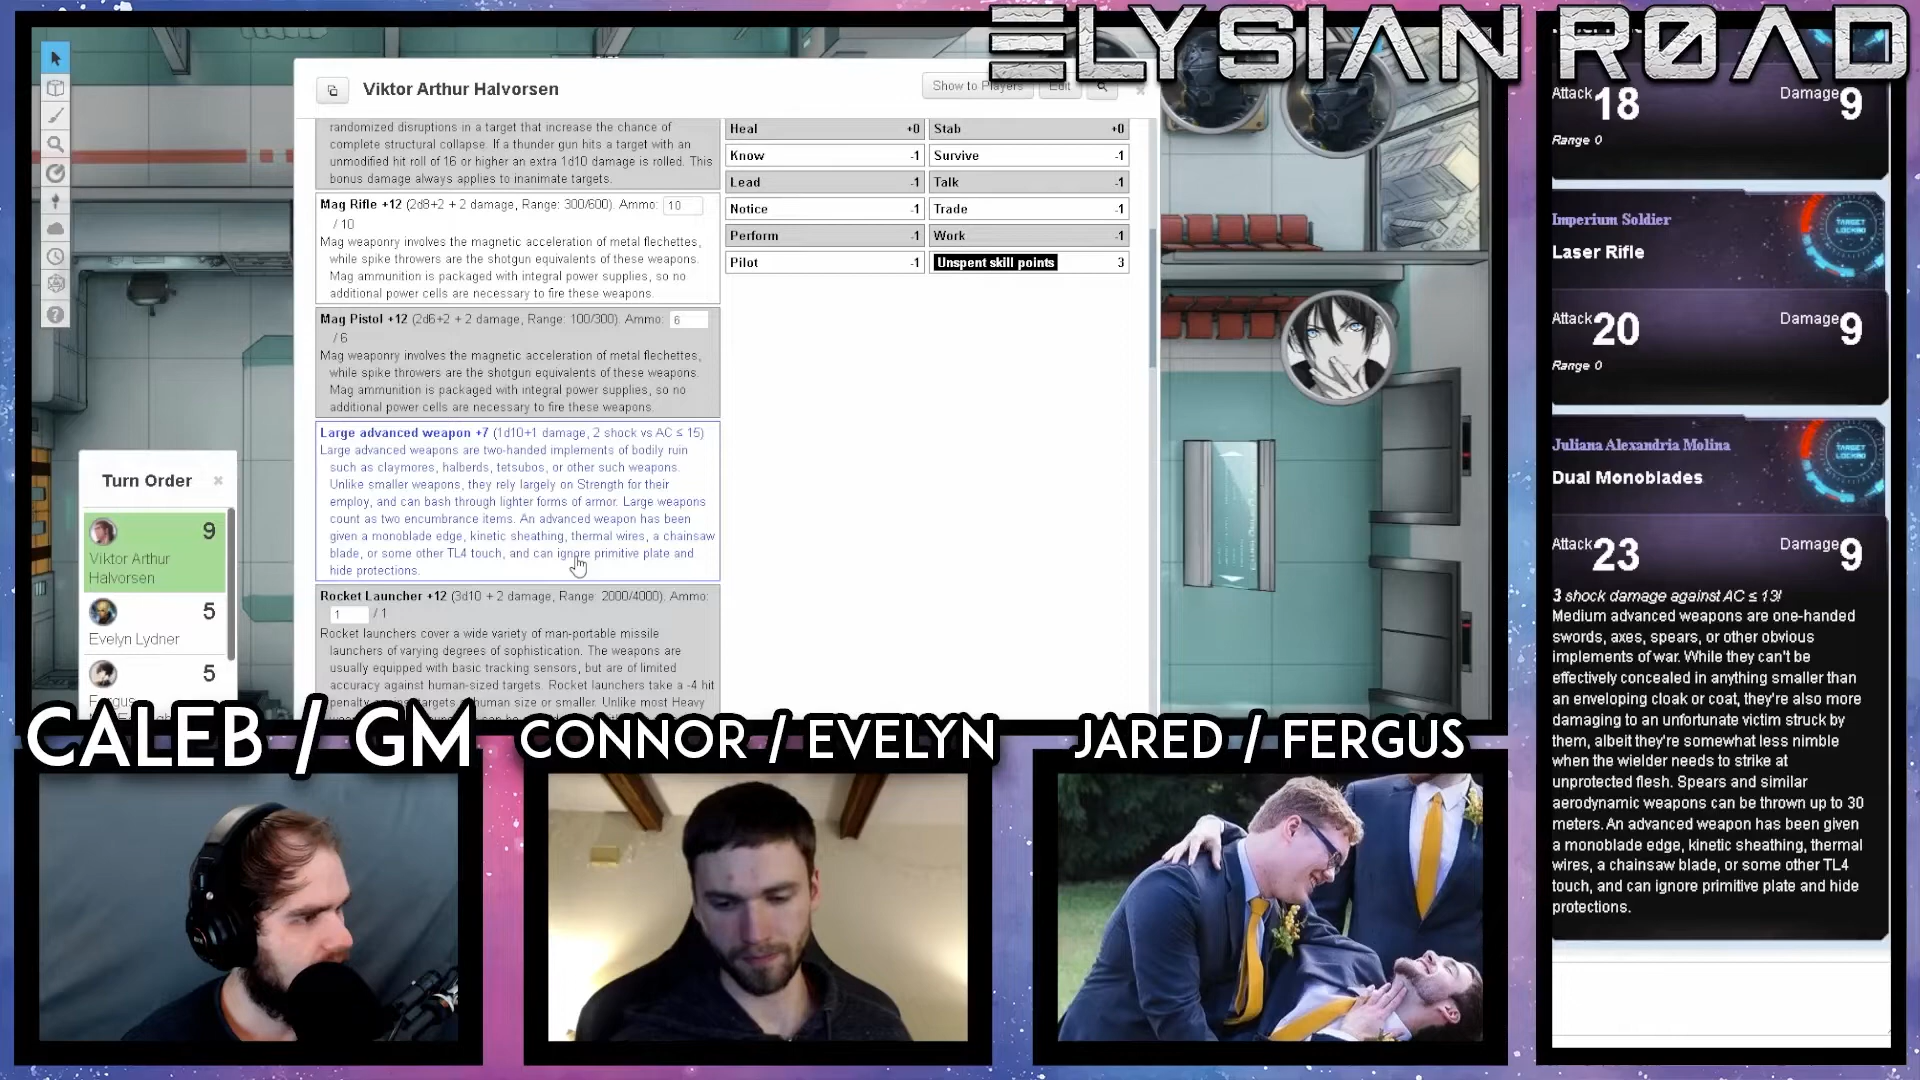 ELYSIAN RØAD
Viktor Arthur Halvorsen
Show to Players
Edit
randomized disruptions in a target that increase the chance of
complete structural collapse. If a thunder gun hits a target with an
unmodified hit roll of 16 or higher an extra 1d10 damage is rolled. This
bonus damage always applies to inanimate targets.
Mag Rifle +12 (2d8+2 + 2 damage, Range: 300/600). Ammo: 10
/ 10
Mag weaponry involves the magnetic acceleration of metal flechettes,
while spike throwers are the shotgun equivalents of these weapons.
Mag ammunition is packaged with integral power supplies, so no
additional power cells are necessary to fire these weapons.
Mag Pistol +12 (2d6+2 + 2 damage, Range: 100/300). Ammo: 6
/ 6
Mag weaponry involves the magnetic acceleration of metal flechettes,
while spike throwers are the shotgun equivalents of these weapons.
Mag ammunition is packaged with integral power supplies, so no
additional power cells are necessary to fire these weapons.
Large advanced weapon +7 (1d10+1 damage, 2 shock vs AC ≤ 15)
Large advanced weapons are two-handed implements of bodily ruin
such as claymores, halberds, tetsubos, or other such weapons.
Unlike smaller weapons, they rely largely on Strength for their
employ, and can bash through lighter forms of armor. Large weapons
count as two encumbrance items. An advanced weapon has been
given a monoblade edge, kinetic sheathing, thermal wires, a chainsaw
blade, or some other TL4 touch, and can ignore primitive plate and
hide protections.
Rocket Launcher +12 (3d10 + 2 damage, Range: 2000/4000). Ammo:
1 / 1
Rocket launchers cover a wide variety of man-portable missile
launchers of varying degrees of sophistication. The weapons are
usually equipped with basic tracking sensors, but are of limited
accuracy against human-sized targets. Rocket launchers take a -4 hit
penalty against targets of human size or smaller. Unlike most Heavy
Heal +0 Stab +0
Know -1 Survive -1
Lead -1 Talk -1
Notice -1 Trade -1
Perform -1 Work -1
Pilot -1 Unspent skill points 3
Turn Order
Viktor Arthur
Halvorsen
9
Evelyn Lydner
5
Fergus
5
Attack 18 Damage 9
Range 0
Imperium Soldier
Laser Rifle
TARGET
LOCKED
Attack 20 Damage 9
Range 0
Juliana Alexandria Molina
Dual Monoblades
TARGET
LOCKED
Attack 23 Damage 9
3 shock damage against AC ≤ 13!
Medium advanced weapons are one-handed
swords, axes, spears, or other obvious
implements of war. While they can't be
effectively concealed in anything smaller than
an enveloping cloak or coat, they're also more
damaging to an unfortunate victim struck by
them, albeit they're somewhat less nimble
when the wielder needs to strike at
unprotected flesh. Spears and similar
aerodynamic weapons can be thrown up to 30
meters. An advanced weapon has been given
a monoblade edge, kinetic sheathing, thermal
wires, a chainsaw blade, or some other TL4
touch, and can ignore primitive plate and hide
protections.
CALEB / GM
CONNOR / EVELYN
JARED / FERGUS